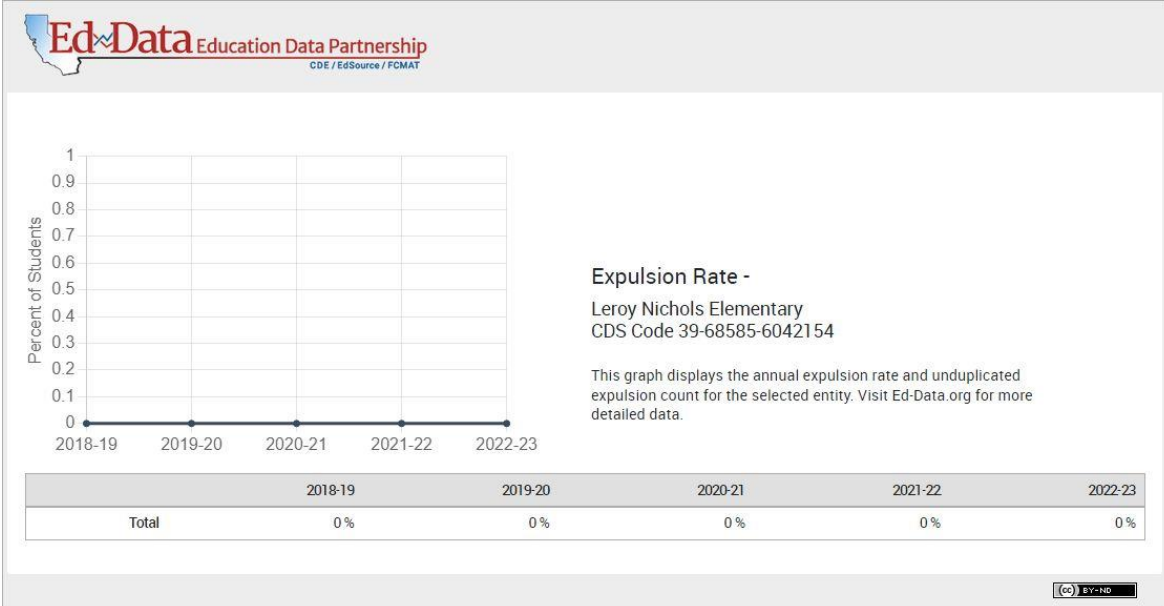 Ed Data Education Data Partnership
CDE / EdSource / FCMAT
1
0.9
0.8
0.7
0.6
0.5
0.4
0.3
0.2
0.1
0
Percent of Students
2018-19 2019-20 2020-21 2021-22 2022-23
Expulsion Rate -
Leroy Nichols Elementary
CDS Code 39-68585-6042154
This graph displays the annual expulsion rate and unduplicated
expulsion count for the selected entity. Visit Ed-Data.org for more
detailed data.
2018-19 2019-20 2020-21 2021-22 2022-23
Total 0 % 0 % 0 % 0 % 0 %
(cc) BY-ND